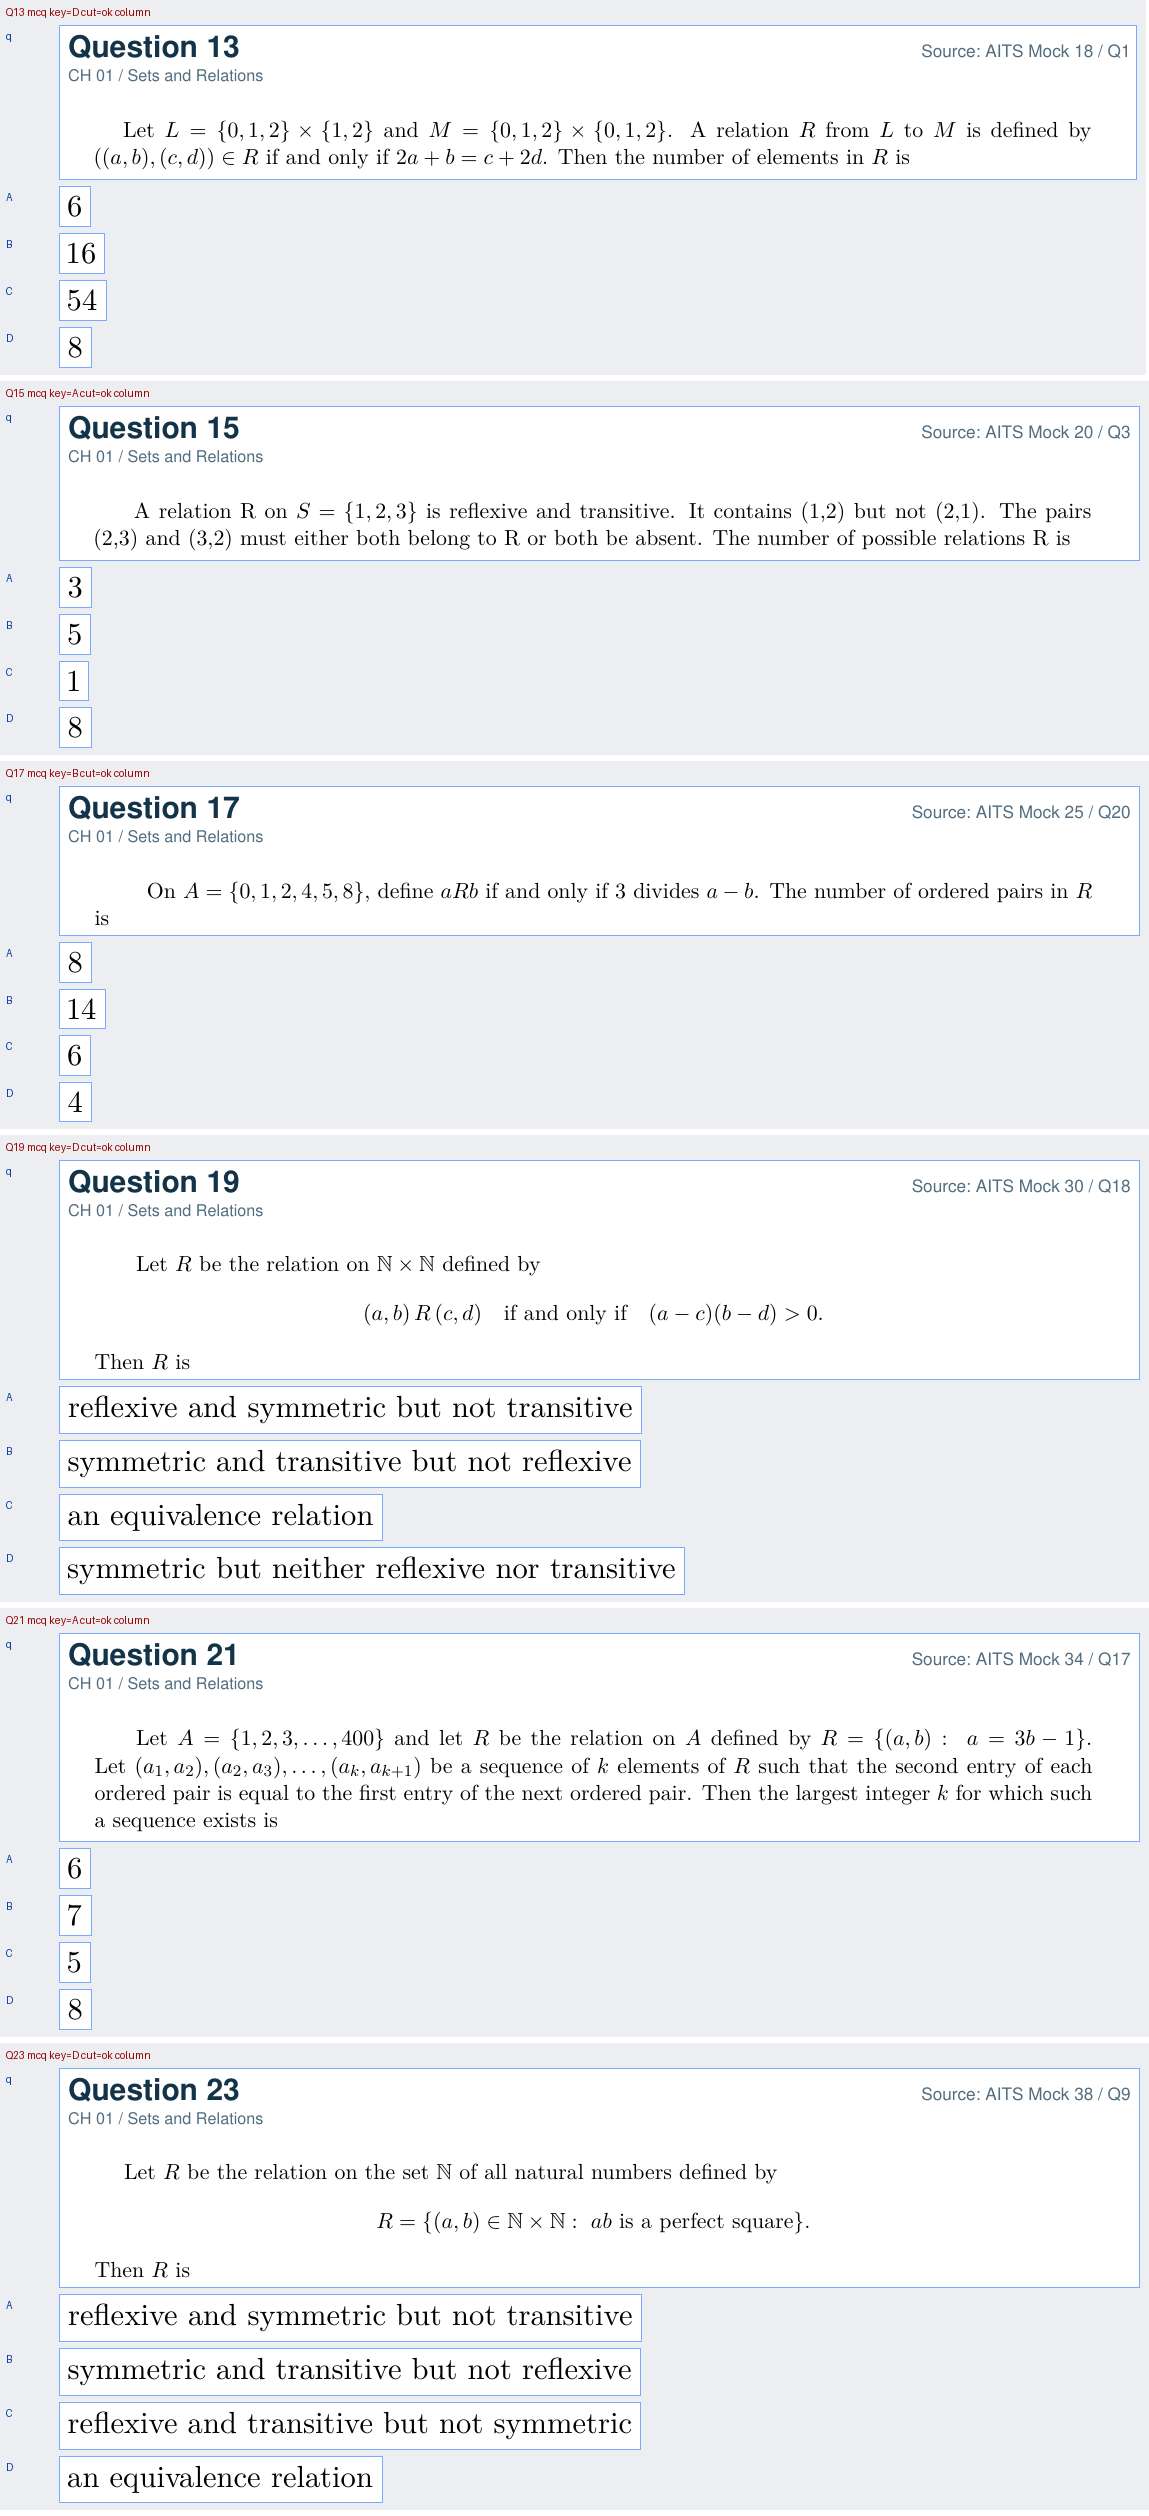 Q13 mcq key=D cut=ok column
q
Question 13
Source: AITS Mock 18 / Q1
CH 01 / Sets and Relations
Let L = {0, 1, 2} × {1, 2} and M = {0, 1, 2} × {0, 1, 2}. A relation R from L to M is defined by
((a, b), (c, d)) ∈ R if and only if 2a + b = c + 2d. Then the number of elements in R is
A
6
B
16
C
54
D
8
Q15 mcq key=A cut=ok column
q
Question 15
Source: AITS Mock 20 / Q3
CH 01 / Sets and Relations
A relation R on S = {1, 2, 3} is reflexive and transitive. It contains (1,2) but not (2,1). The pairs
(2,3) and (3,2) must either both belong to R or both be absent. The number of possible relations R is
A
3
B
5
C
1
D
8
Q17 mcq key=B cut=ok column
q
Question 17
Source: AITS Mock 25 / Q20
CH 01 / Sets and Relations
On A = {0, 1, 2, 4, 5, 8}, define aRb if and only if 3 divides a − b. The number of ordered pairs in R
is
A
8
B
14
C
6
D
4
Q19 mcq key=D cut=ok column
q
Question 19
Source: AITS Mock 30 / Q18
CH 01 / Sets and Relations
Let R be the relation on ℕ × ℕ defined by
(a, b) R (c, d) if and only if (a − c)(b − d) > 0.
Then R is
A
reflexive and symmetric but not transitive
B
symmetric and transitive but not reflexive
C
an equivalence relation
D
symmetric but neither reflexive nor transitive
Q21 mcq key=A cut=ok column
q
Question 21
Source: AITS Mock 34 / Q17
CH 01 / Sets and Relations
Let A = {1, 2, 3, . . . , 400} and let R be the relation on A defined by R = {(a, b) : a = 3b − 1}.
Let (a₁, a₂), (a₂, a₃), . . . , (aₖ, aₖ₊₁) be a sequence of k elements of R such that the second entry of each
ordered pair is equal to the first entry of the next ordered pair. Then the largest integer k for which such
a sequence exists is
A
6
B
7
C
5
D
8
Q23 mcq key=D cut=ok column
q
Question 23
Source: AITS Mock 38 / Q9
CH 01 / Sets and Relations
Let R be the relation on the set ℕ of all natural numbers defined by
R = {(a, b) ∈ ℕ × ℕ : ab is a perfect square}.
Then R is
A
reflexive and symmetric but not transitive
B
symmetric and transitive but not reflexive
C
reflexive and transitive but not symmetric
D
an equivalence relation